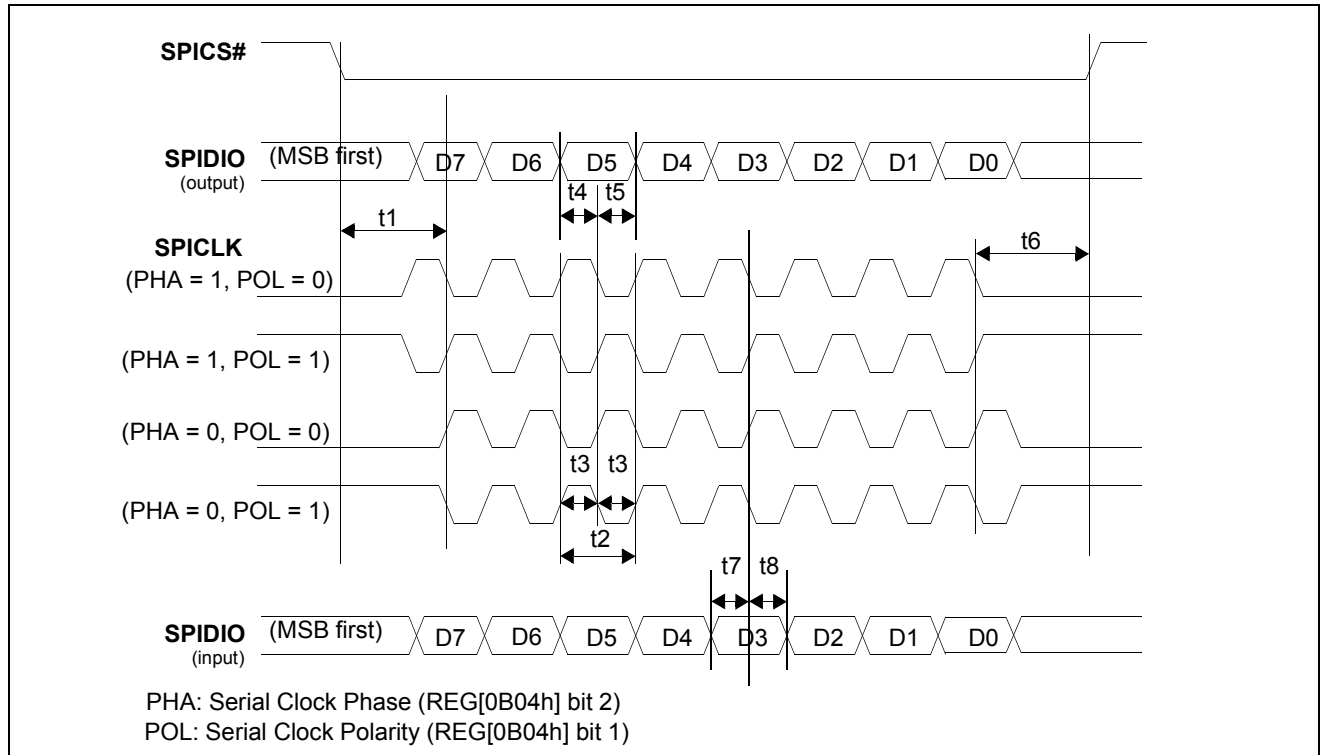 SPICS#
SPIDIO (MSB first) D7 D6 D5 D4 D3 D2 D1 D0
(output)
t4 t5
t1
t6
SPICLK
(PHA = 1, POL = 0)
(PHA = 1, POL = 1)
(PHA = 0, POL = 0)
t3 t3
(PHA = 0, POL = 1)
t2
t7 t8
SPIDIO (MSB first) D7 D6 D5 D4 D3 D2 D1 D0
(input)
PHA: Serial Clock Phase (REG[0B04h] bit 2)
POL: Serial Clock Polarity (REG[0B04h] bit 1)